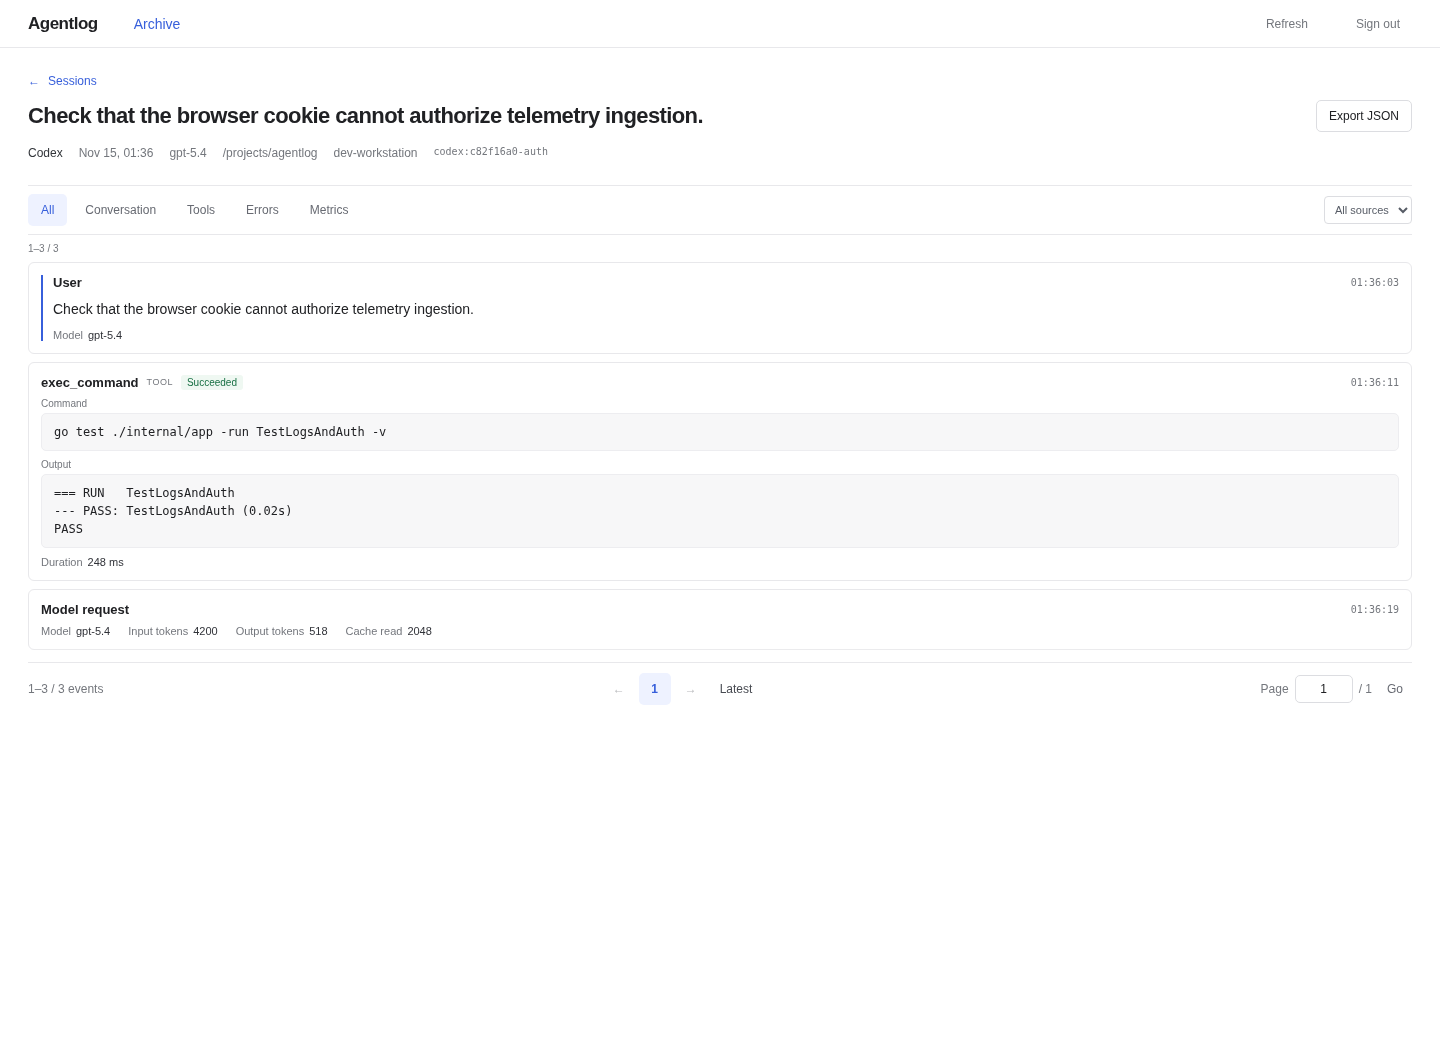 Agentlog Archive Refresh Sign out
← Sessions
Check that the browser cookie cannot authorize telemetry ingestion. Export JSON
Codex Nov 15, 01:36 gpt-5.4 /projects/agentlog dev-workstation codex:c82f16a0-auth
All Conversation Tools Errors Metrics All sources
1–3 / 3
User 01:36:03
Check that the browser cookie cannot authorize telemetry ingestion.
Model gpt-5.4
exec_command TOOL Succeeded 01:36:11
Command
go test ./internal/app -run TestLogsAndAuth -v
Output
=== RUN   TestLogsAndAuth
--- PASS: TestLogsAndAuth (0.02s)
PASS
Duration 248 ms
Model request 01:36:19
Model gpt-5.4 Input tokens 4200 Output tokens 518 Cache read 2048
1–3 / 3 events ← 1 → Latest Page 1 / 1 Go